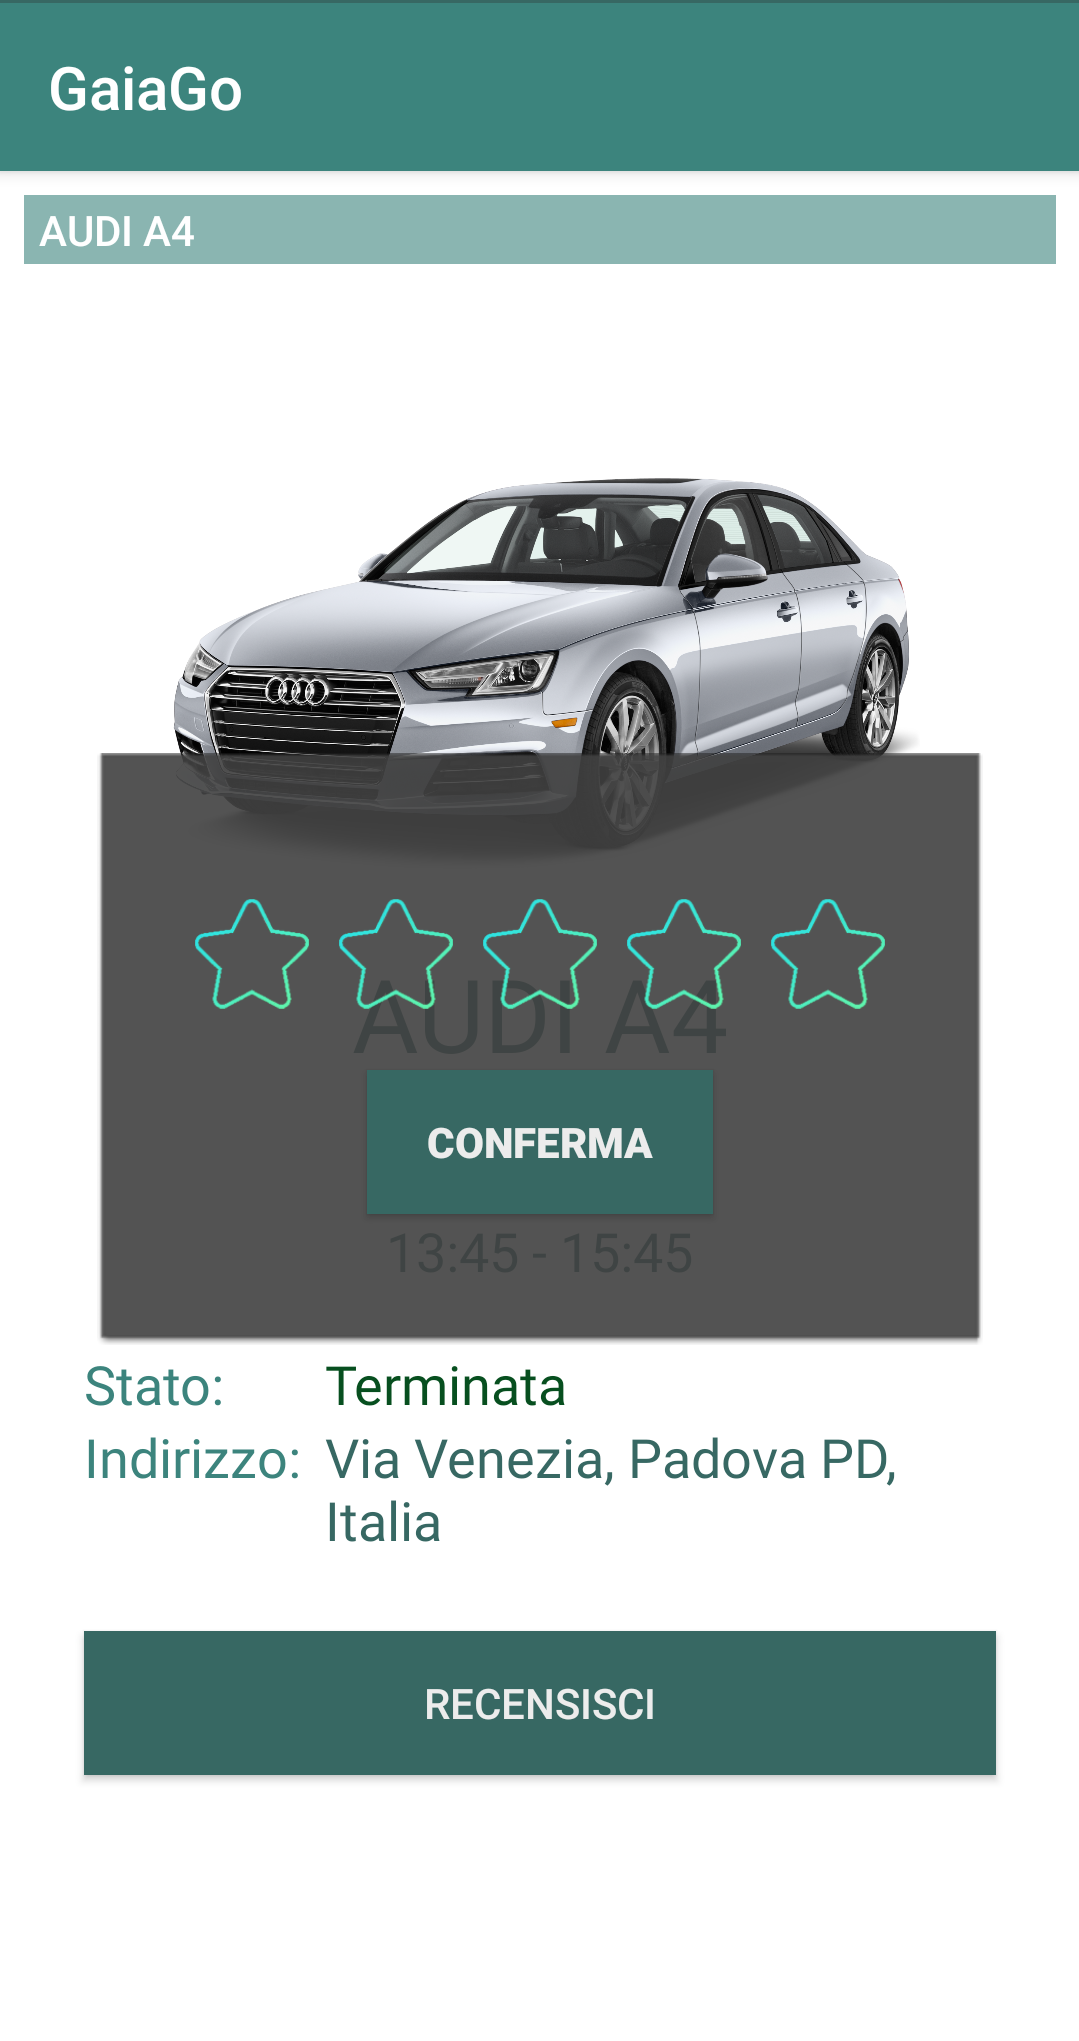 GaiaGo
AUDI A4
AUDI A4
CONFERMA
13:45 - 15:45
Stato: Terminata
Indirizzo: Via Venezia, Padova PD,
Italia
RECENSISCI